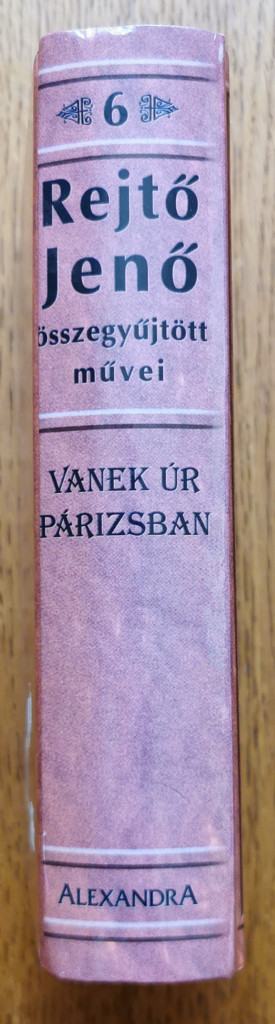 6
Rejtő
Jenő
összegyűjtött
művei
VANEK ÚR
PÁRIZSBAN
ALEXANDRA